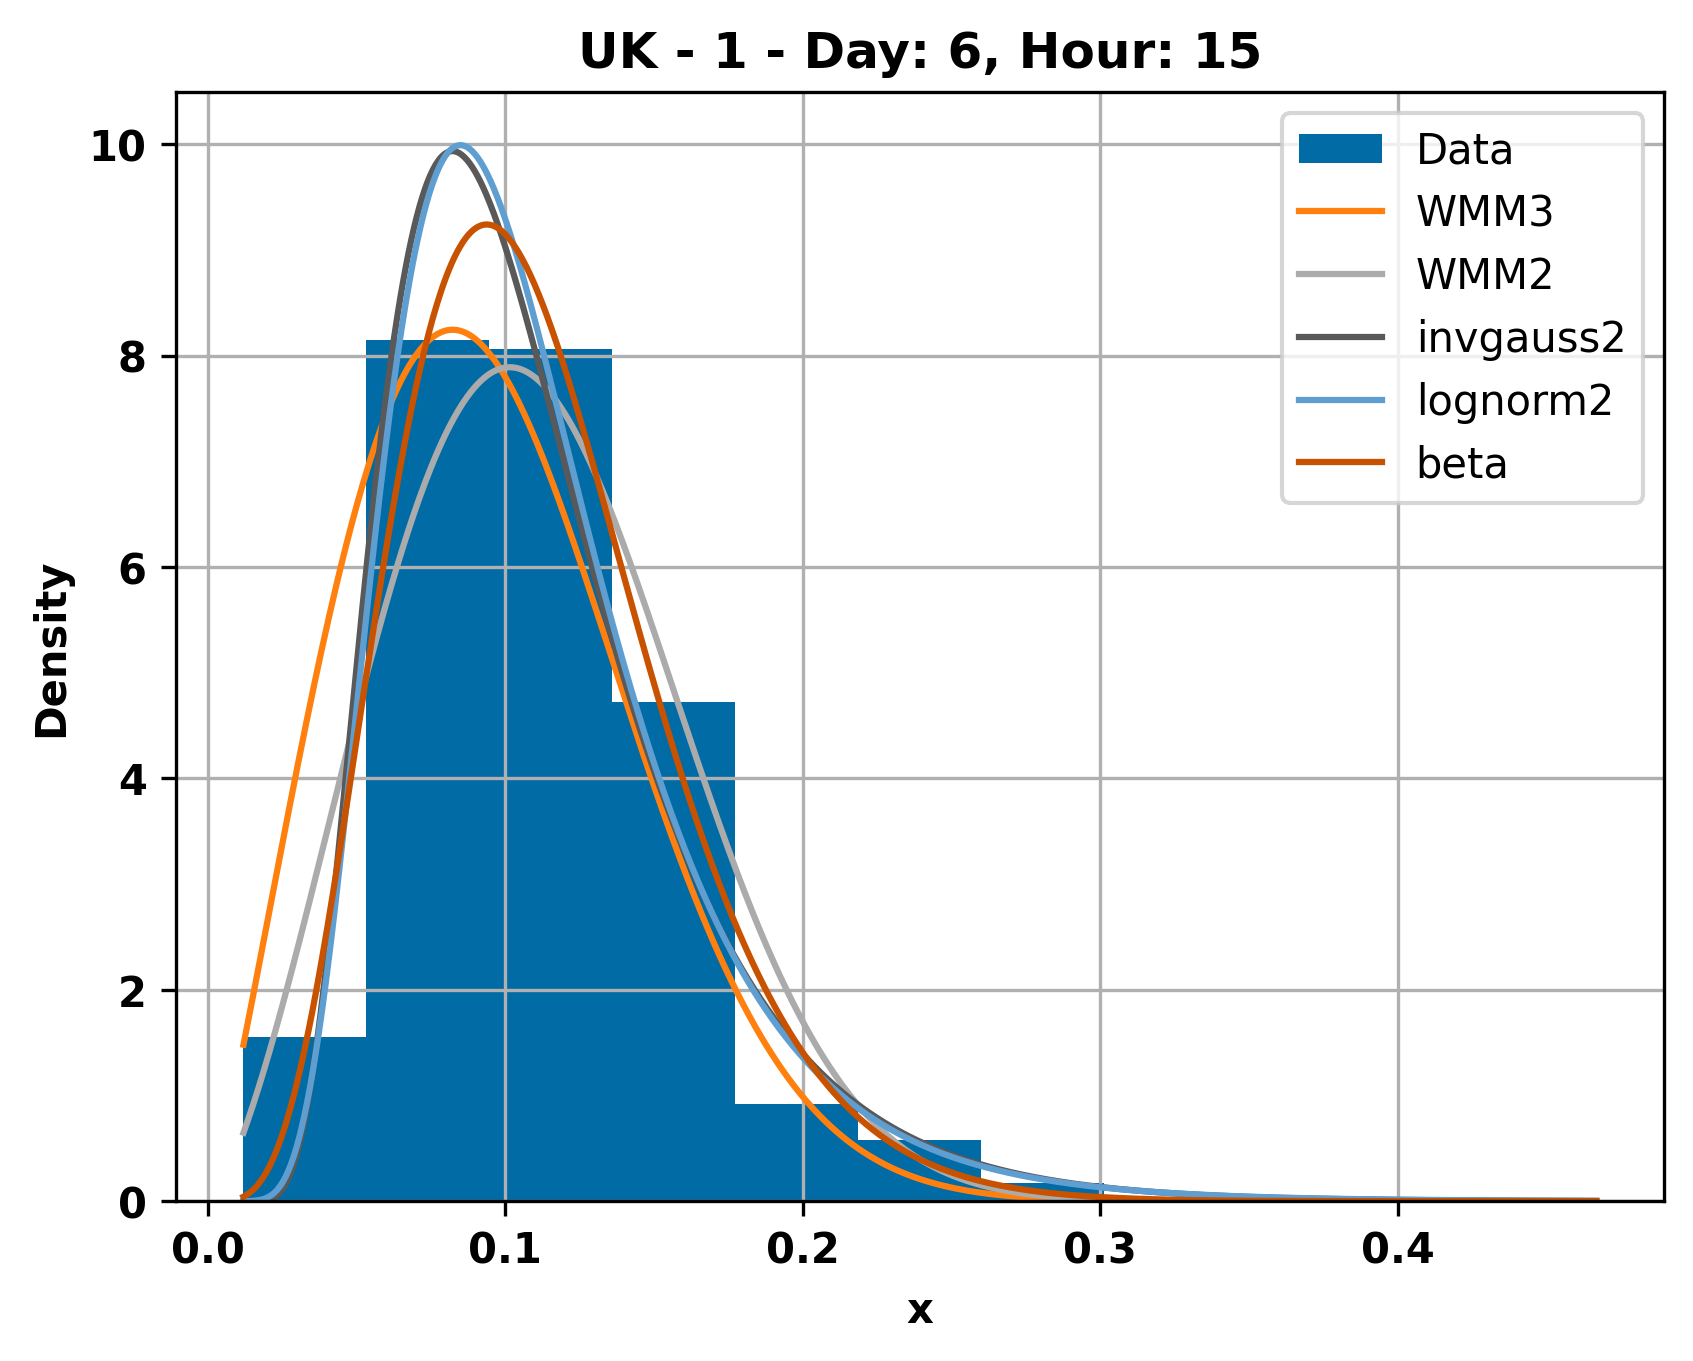 UK - 1 - Day: 6, Hour: 15
10
8
6
4
2
0
Density
0.0 0.1 0.2 0.3 0.4
x
Data
WMM3
WMM2
invgauss2
lognorm2
beta